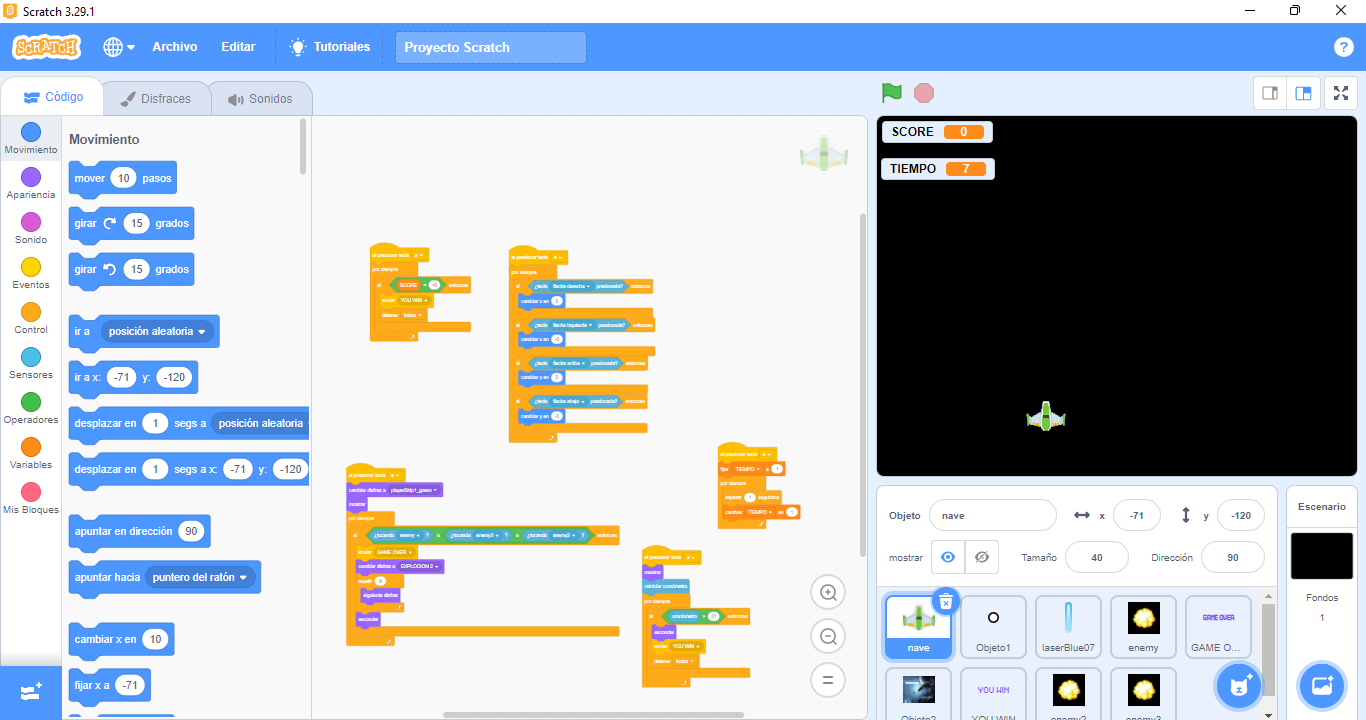 Scratch 3.29.1
SCRATCH
Archivo
Editar
Tutoriales
Proyecto Scratch
?
Código
Disfraces
Sonidos
Movimiento
Apariencia
Sonido
Eventos
Control
Sensores
Operadores
Variables
Mis Bloques
Movimiento
mover 10 pasos
girar 15 grados
girar 15 grados
ir a posición aleatoria
ir a x: -71 y: -120
desplazar en 1 segs a posición aleatoria
desplazar en 1 segs a x: -71 y: -120
apuntar en dirección 90
apuntar hacia puntero del ratón
cambiar x en 10
fijar x a -71
al presionar tecla a
por siempre
si SCORE = 10 entonces
enviar YOU WIN
detener todos
al presionar tecla a
por siempre
si ¿tecla flecha derecha presionada? entonces
cambiar x en
si ¿tecla flecha izquierda presionada? entonces
cambiar x en
si ¿tecla flecha arriba presionada? entonces
cambiar y en
si ¿tecla flecha abajo presionada? entonces
cambiar y en
al presionar tecla a
cambiar disfraz a playerShip1_green
mostrar
por siempre
si ¿tocando enemy ? o ¿tocando enemy3 ? o ¿tocando enemy2 ? entonces
enviar GAME OVER
cambiar disfraz a EXPLOCION 2
repetir
siguiente disfraz
esconder
al presionar tecla a
fijar TIEMPO a 1
por siempre
esperar 1 segundos
cambiar TIEMPO en 1
al presionar tecla a
mostrar
reiniciar cronómetro
por siempre
si cronómetro > entonces
esconder
enviar YOU WIN
detener todos
SCORE 0
TIEMPO 7
Objeto nave x -71 y -120
mostrar Tamaño 40 Dirección 90
nave
Objeto1
laserBlue07
enemy
GAME OVER
GAME O...
Objeto2
YOU WIN
YOU WIN
enemy2
enemy3
Escenario
Fondos
1